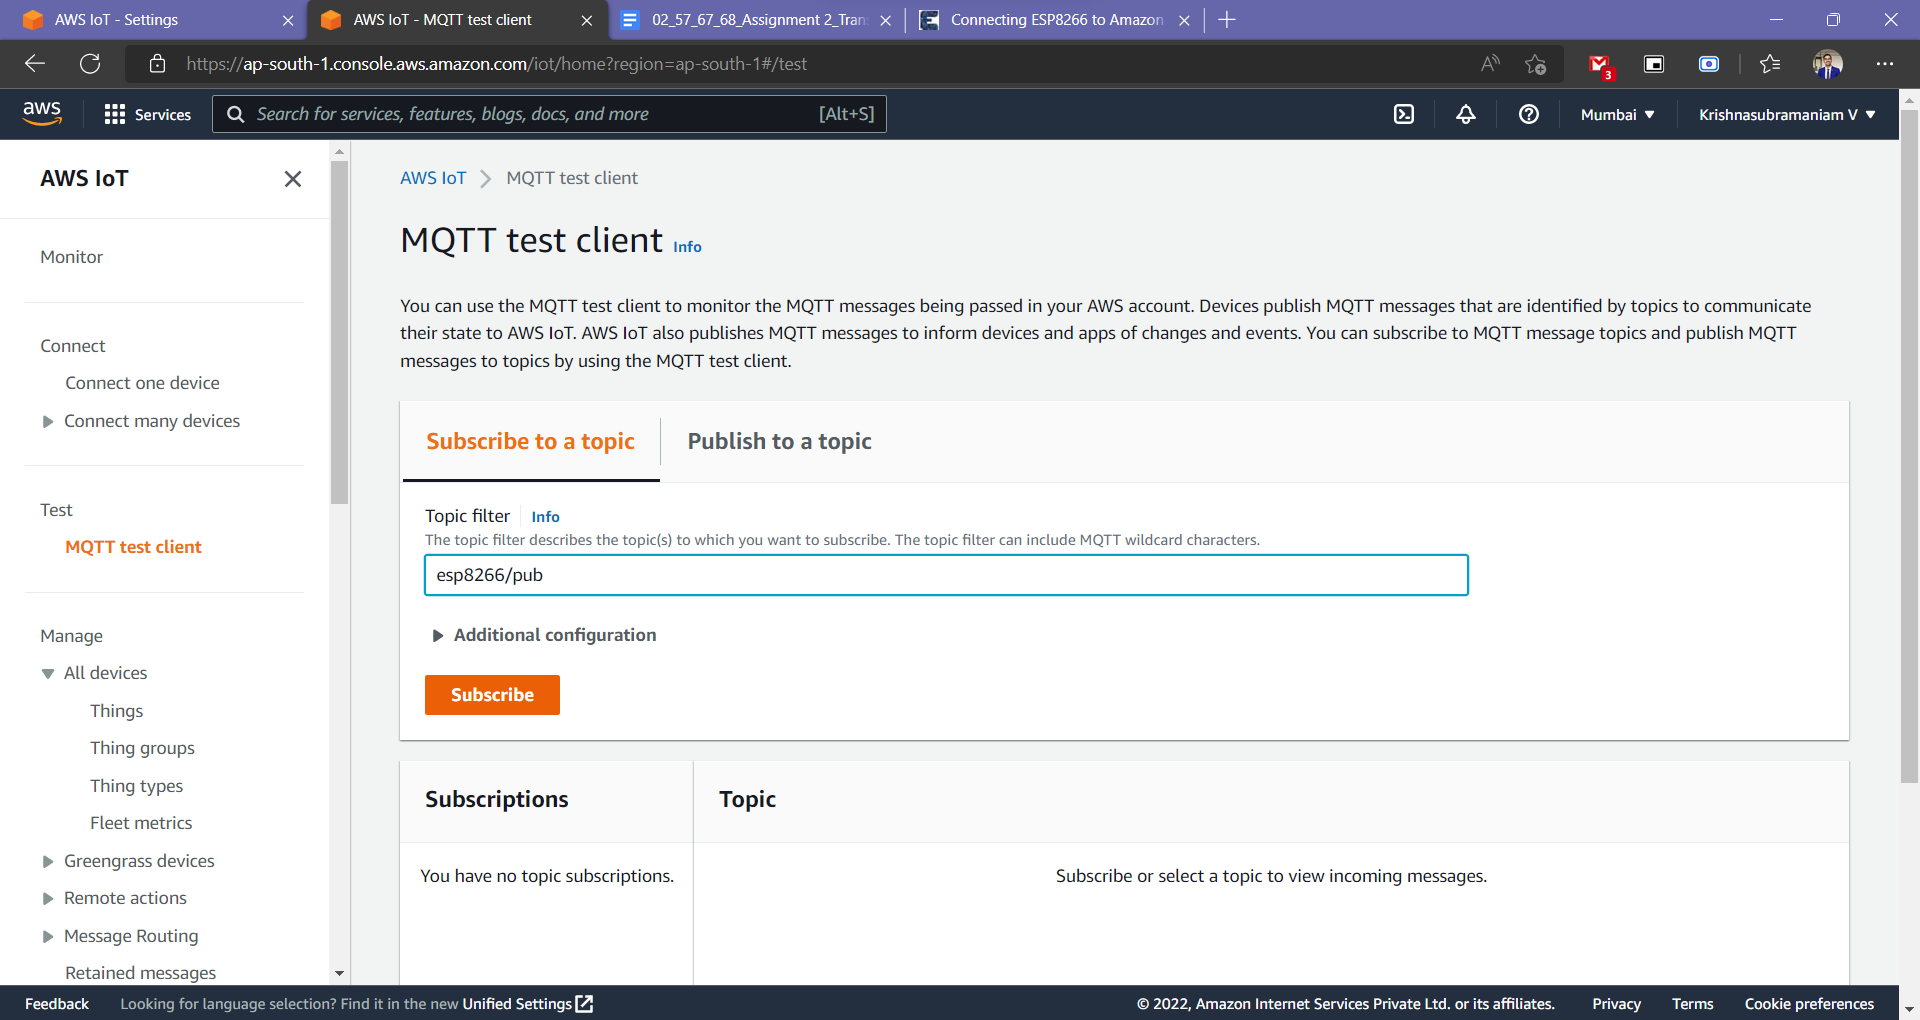 AWS IoT - Settings
AWS IoT - MQTT test client
02_57_67_68_Assignment 2_Tran
Connecting ESP8266 to Amazon
https://ap-south-1.console.aws.amazon.com/iot/home?region=ap-south-1#/test
3
aws
Services
Search for services, features, blogs, docs, and more
[Alt+S]
Mumbai
Krishnasubramaniam V
AWS IoT
Monitor
Connect
Connect one device
Connect many devices
Test
MQTT test client
Manage
All devices
Things
Thing groups
Thing types
Fleet metrics
Greengrass devices
Remote actions
Message Routing
Retained messages
AWS IoT
MQTT test client
MQTT test client Info
You can use the MQTT test client to monitor the MQTT messages being passed in your AWS account. Devices publish MQTT messages that are identified by topics to communicate
their state to AWS IoT. AWS IoT also publishes MQTT messages to inform devices and apps of changes and events. You can subscribe to MQTT message topics and publish MQTT
messages to topics by using the MQTT test client.
Subscribe to a topic
Publish to a topic
Topic filter Info
The topic filter describes the topic(s) to which you want to subscribe. The topic filter can include MQTT wildcard characters.
esp8266/pub
Additional configuration
Subscribe
Subscriptions
Topic
You have no topic subscriptions.
Subscribe or select a topic to view incoming messages.
Feedback
Looking for language selection? Find it in the new Unified Settings
© 2022, Amazon Internet Services Private Ltd. or its affiliates.
Privacy
Terms
Cookie preferences